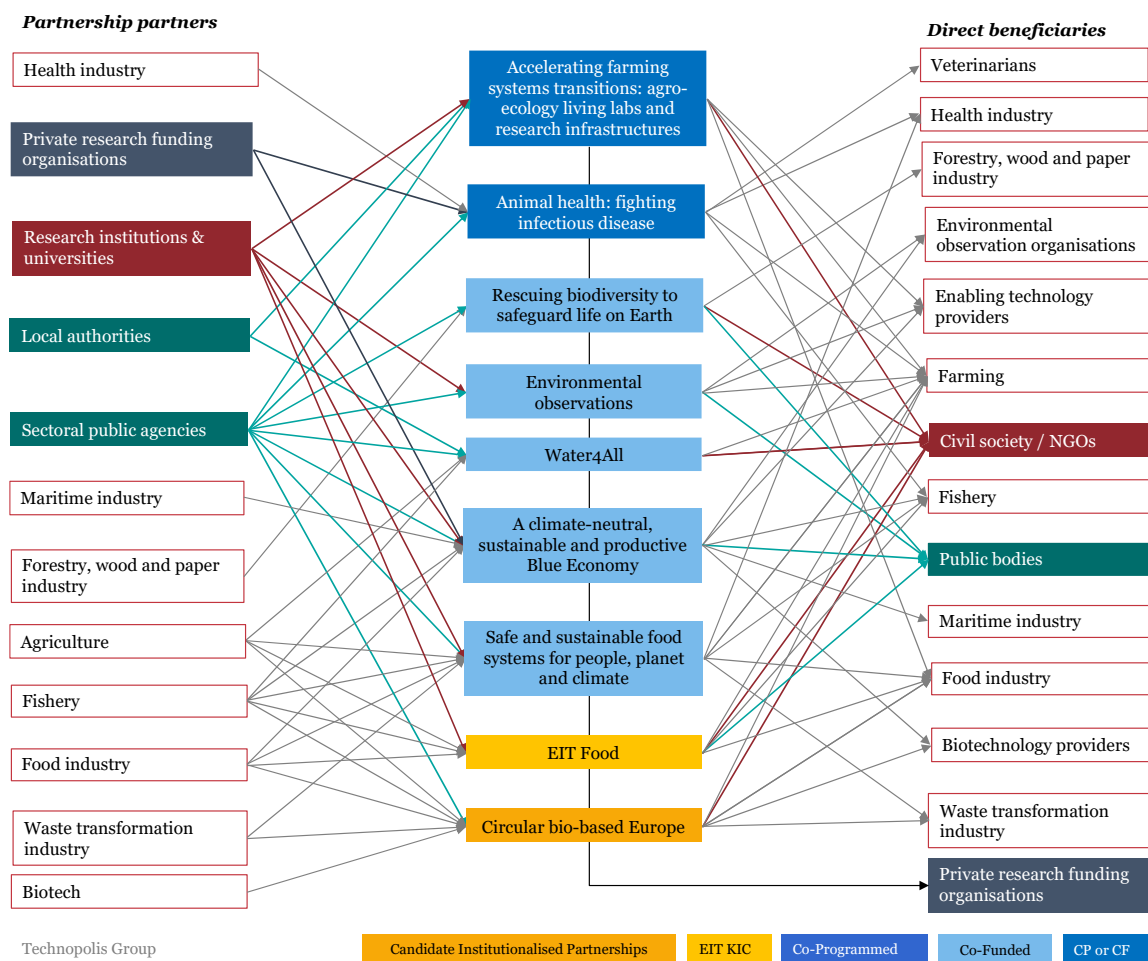 Partnership partners
Health industry
Private research funding
organisations
Research institutions &
universities
Local authorities
Sectoral public agencies
Maritime industry
Forestry, wood and paper
industry
Agriculture
Fishery
Food industry
Waste transformation
industry
Biotech
Accelerating farming
systems transitions: agro-
ecology living labs and
research infrastructures
Animal health: fighting
infectious disease
Rescuing biodiversity to
safeguard life on Earth
Environmental
observations
Water4All
A climate-neutral,
sustainable and productive
Blue Economy
Safe and sustainable food
systems for people, planet
and climate
EIT Food
Circular bio-based Europe
Direct beneficiaries
Veterinarians
Health industry
Forestry, wood and paper
industry
Environmental
observation organisations
Enabling technology
providers
Farming
Civil society / NGOs
Fishery
Public bodies
Maritime industry
Food industry
Biotechnology providers
Waste transformation
industry
Private research funding
organisations
Technopolis Group
Candidate Institutionalised Partnerships
EIT KIC
Co-Programmed
Co-Funded
CP or CF